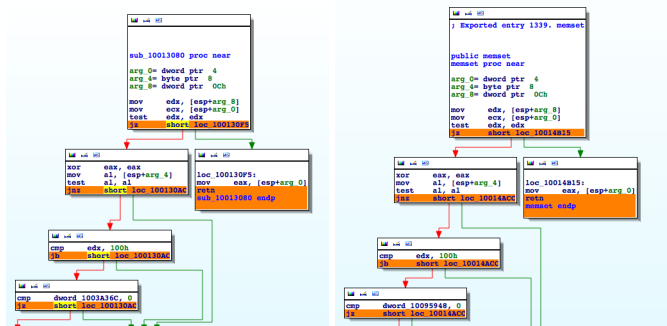 sub_10013080 proc near
arg_0= dword ptr  4
arg_4= byte ptr  8
arg_8= dword ptr  0Ch
mov     edx, [esp+arg_8]
mov     ecx, [esp+arg_0]
test    edx, edx
jz      short loc_100130F5
xor     eax, eax
mov     al, [esp+arg_4]
test    al, al
jnz     short loc_100130AC
loc_100130F5:
mov     eax, [esp+arg_0]
retn
sub_10013080 endp
cmp     edx, 100h
jb      short loc_100130AC
cmp     dword_1003A36C, 0
jz      short loc_100130AC
; Exported entry 1339. memset
public memset
memset proc near
arg_0= dword ptr  4
arg_4= byte ptr  8
arg_8= dword ptr  0Ch
mov     edx, [esp+arg_8]
mov     ecx, [esp+arg_0]
test    edx, edx
jz      short loc_10014B15
xor     eax, eax
mov     al, [esp+arg_4]
test    al, al
jnz     short loc_10014ACC
loc_10014B15:
mov     eax, [esp+arg_0]
retn
memset endp
cmp     edx, 100h
jb      short loc_10014ACC
cmp     dword_10095948, 0
jz      short loc_10014ACC